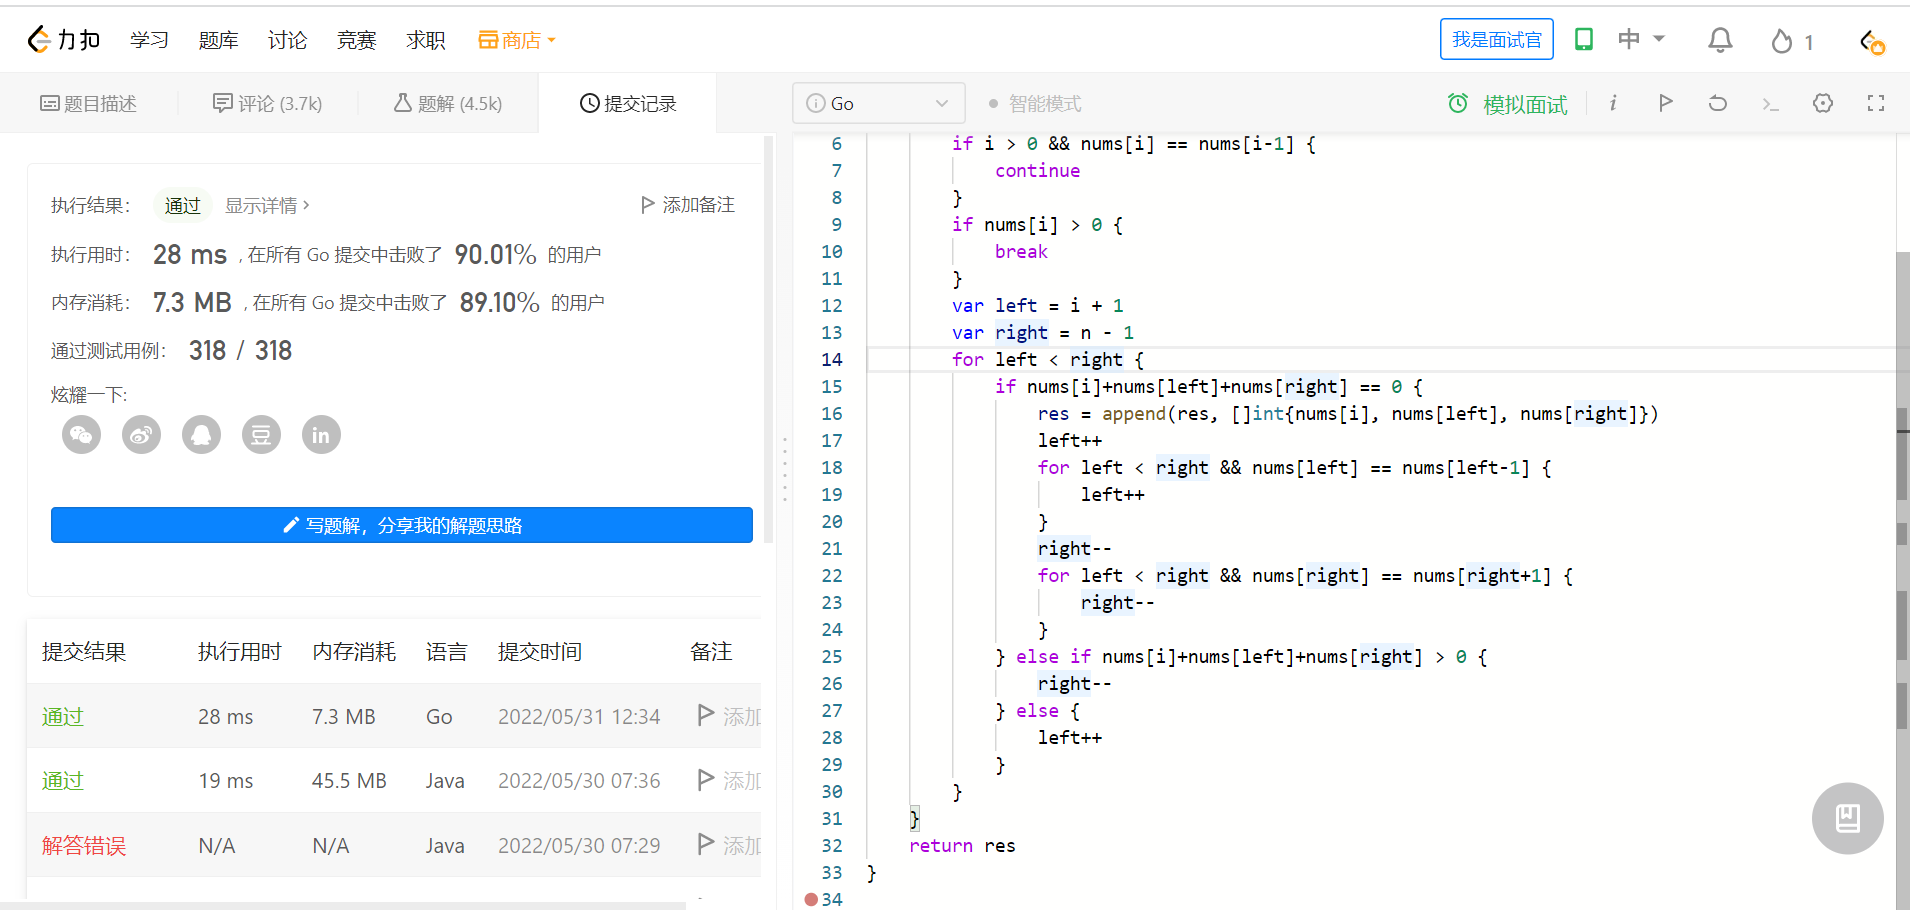 力扣 学习 题库 讨论 竞赛 求职 商店 我是面试官 中 1
题目描述 评论 (3.7k) 题解 (4.5k) 提交记录
i Go 智能模式 模拟面试 i
执行结果： 通过 显示详情 > 添加备注
执行用时： 28 ms , 在所有 Go 提交中击败了 90.01% 的用户
内存消耗： 7.3 MB , 在所有 Go 提交中击败了 89.10% 的用户
通过测试用例： 318 / 318
炫耀一下:
豆 in
写题解，分享我的解题思路
提交结果 执行用时 内存消耗 语言 提交时间 备注
通过 28 ms 7.3 MB Go 2022/05/31 12:34 添加
通过 19 ms 45.5 MB Java 2022/05/30 07:36 添加
解答错误 N/A N/A Java 2022/05/30 07:29 添加
6 if i > 0 && nums[i] == nums[i-1] {
7 continue
8 }
9 if nums[i] > 0 {
10 break
11 }
12 var left = i + 1
13 var right = n - 1
14 for left < right {
15 if nums[i]+nums[left]+nums[right] == 0 {
16 res = append(res, []int{nums[i], nums[left], nums[right]})
17 left++
18 for left < right && nums[left] == nums[left-1] {
19 left++
20 }
21 right--
22 for left < right && nums[right] == nums[right+1] {
23 right--
24 }
25 } else if nums[i]+nums[left]+nums[right] > 0 {
26 right--
27 } else {
28 left++
29 }
30 }
31 }
32 return res
33 }
34